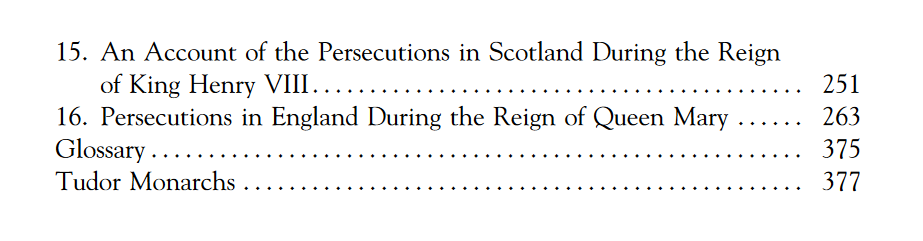 15. An Account of the Persecutions in Scotland During the Reign
of King Henry VIII........................................... 251
16. Persecutions in England During the Reign of Queen Mary ...... 263
Glossary ......................................................... 375
Tudor Monarchs ................................................. 377